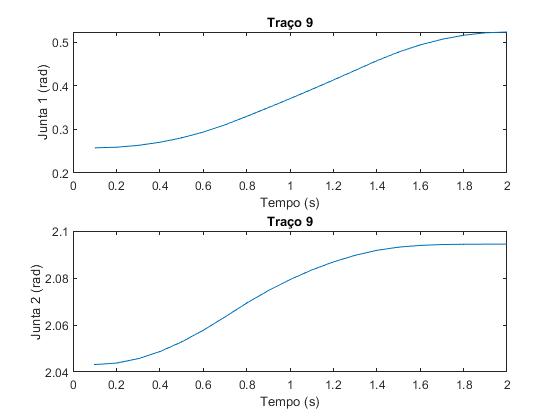 Traço 9
0.5
0.4
0.3
0.2
Junta 1 (rad)
0 0.2 0.4 0.6 0.8 1 1.2 1.4 1.6 1.8 2
Tempo (s)
Traço 9
2.1
2.08
2.06
2.04
Junta 2 (rad)
0 0.2 0.4 0.6 0.8 1 1.2 1.4 1.6 1.8 2
Tempo (s)